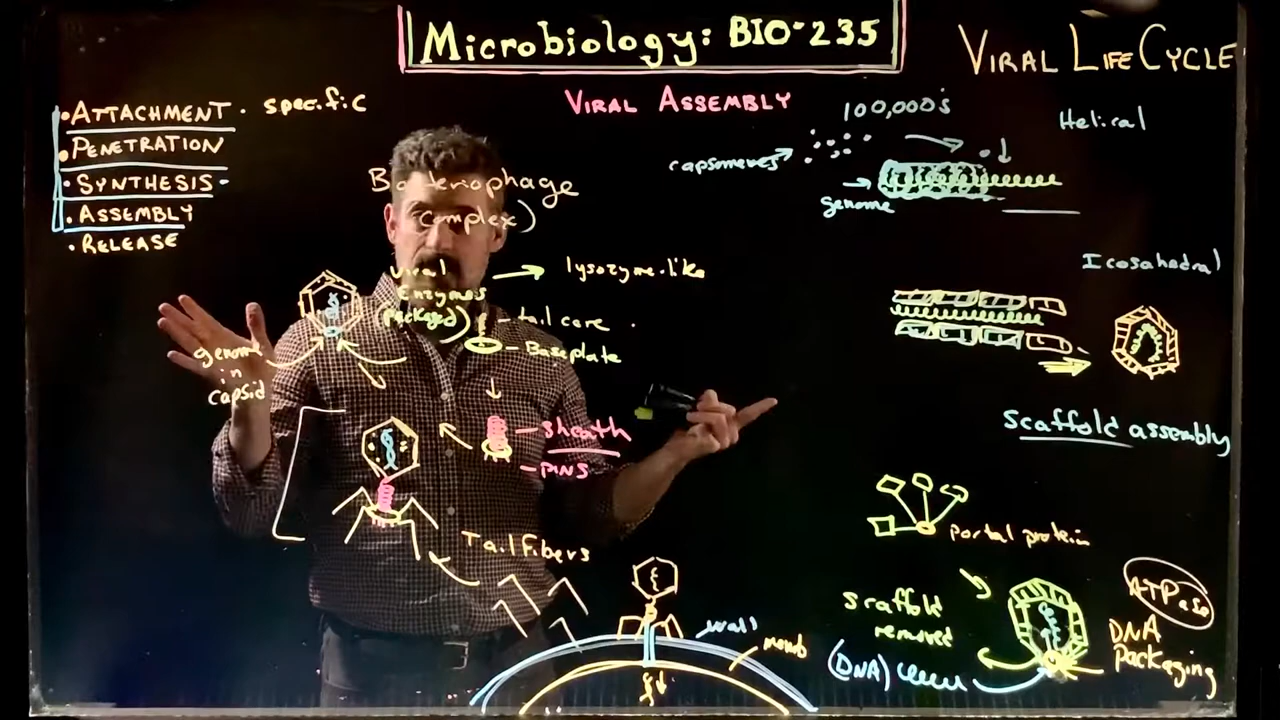 Microbiology: BIO-235
VIRAL LIFE CYCLE
VIRAL ASSEMBLY
• ATTACHMENT • specific
• PENETRATION
• SYNTHESIS •
• ASSEMBLY
• RELEASE
Bacteriophage
complex)
viral
Enzymes
(packaged)
lysozyme-like
tail core
Baseplate
genome
in
capsid
sheath
PINS
Tail Fibers
wall
memb
100,000's
capsomeres
genome
Helical
Icosahedral
scaffold assembly
portal protein
scaffold
removed
(DNA)
ATPase
DNA
Packaging